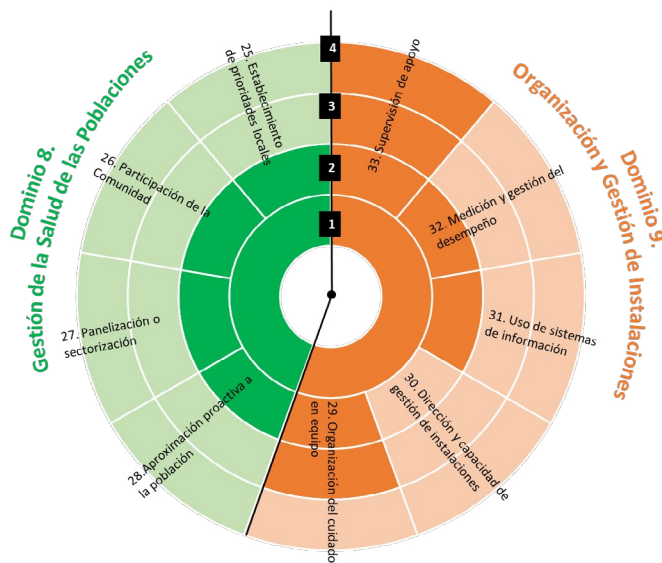 Dominio 8.
Gestión de la Salud de las Poblaciones
Organización y Gestión de Instalaciones
Dominio 9.
4
3
2
1
25. Establecimiento
de prioridades locales
26. Participación de la
Comunidad
27. Panelización o
sectorización
28.Aproximación proactiva a
la población
29. Organización del cuidado
en equipo
30. Dirección y capacidad de
gestión de instalaciones
31. Uso de sistemas
de información
32. Medición y gestión del
desempeño
33. Supervisión de apoyo